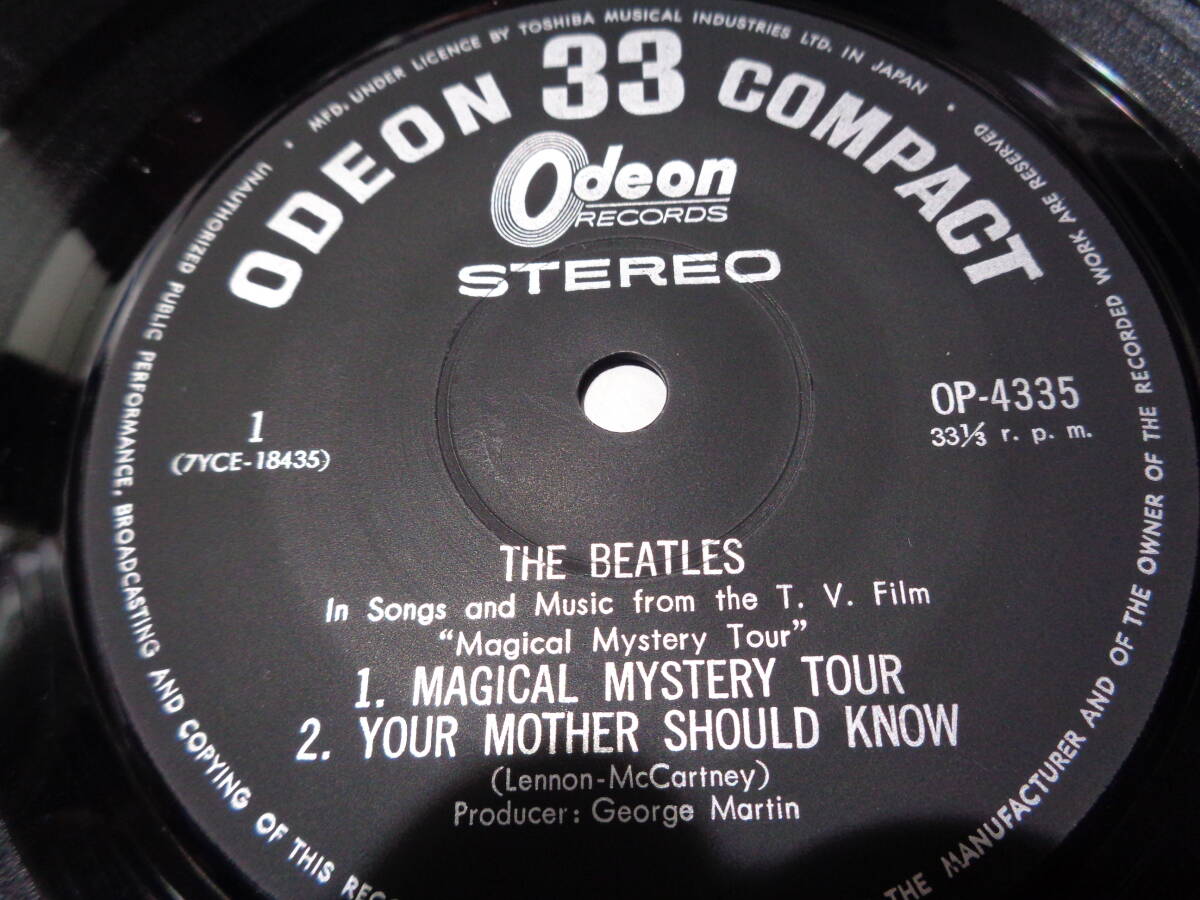 MFD. UNDER LICENCE BY TOSHIBA MUSICAL INDUSTRIES LTD. IN JAPAN •
UNAUTHORIZED PUBLIC PERFORMANCE, BROADCASTING AND COPYING OF THIS
THE MANUFACTURER AND OF THE OWNER OF THE RECORDED WORK ARE RESERVED
ODEON 33 COMPACT
Odeon
RECORDS
STEREO
1
(7YCE-18435)
OP-4335
33⅓ r. p. m.
THE BEATLES
In Songs and Music from the T. V. Film
"Magical Mystery Tour"
1. MAGICAL MYSTERY TOUR
2. YOUR MOTHER SHOULD KNOW
(Lennon-McCartney)
Producer: George Martin